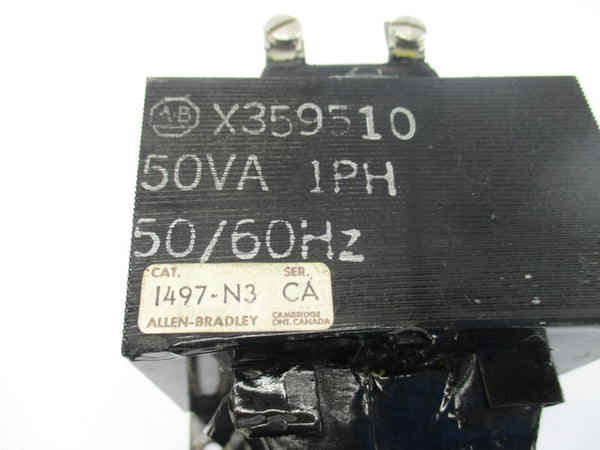 AB X359510
50VA 1PH
50/60Hz
CAT. SER.
1497-N3 CA
ALLEN-BRADLEY CAMBRIDGE ONT. CANADA